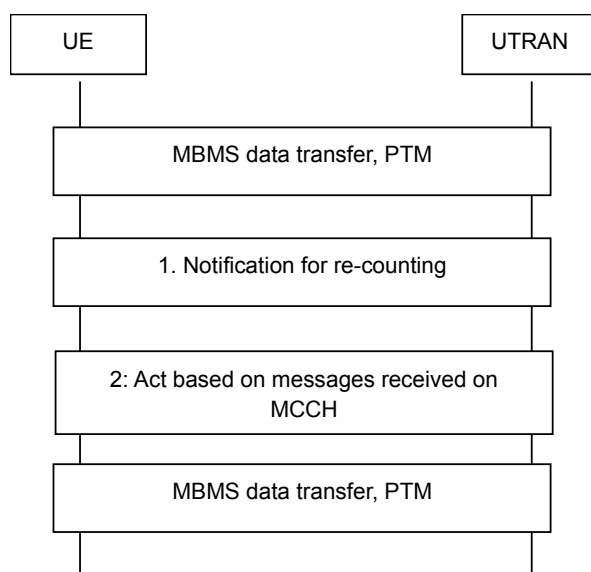 UE
UTRAN
MBMS data transfer, PTM
1. Notification for re-counting
2: Act based on messages received on
MCCH
MBMS data transfer, PTM